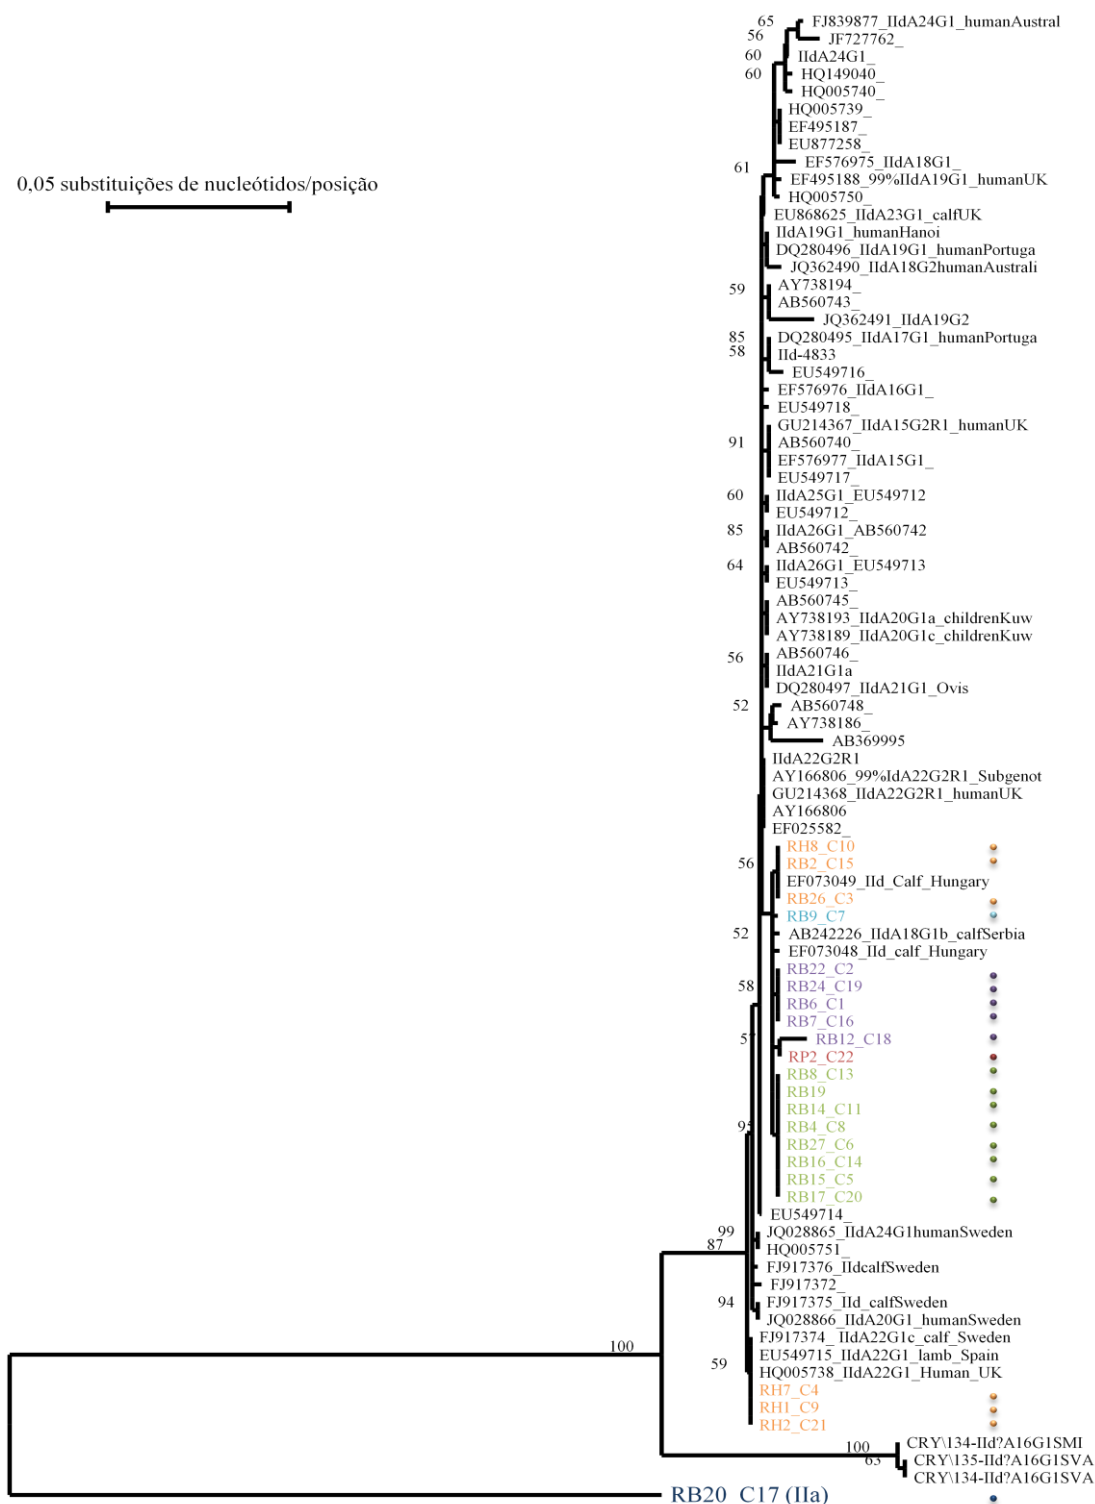 65
FJ839877_IIdA24G1_humanAustral
56
JF727762_
60
IIdA24G1_
60
HQ149040_
HQ005740_
HQ005739_
EF495187_
EU877258_
61
EF576975_IIdA18G1_
EF495188_99%IIdA19G1_humanUK
0,05 substituições de nucleótidos/posição
HQ005750_
EU868625_IIdA23G1_calfUK
IIdA19G1_humanHanoi
DQ280496_IIdA19G1_humanPortuga
JQ362490_IIdA18G2humanAustrali
59
AY738194_
AB560743_
JQ362491_IIdA19G2
85
DQ280495_IIdA17G1_humanPortuga
58
IId-4833
EU549716_
EF576976_IIdA16G1_
EU549718_
GU214367_IIdA15G2R1_humanUK
91
AB560740_
EF576977_IIdA15G1_
EU549717_
60
IIdA25G1_EU549712
EU549712_
85
IIdA26G1_AB560742
AB560742_
64
IIdA26G1_EU549713
EU549713_
AB560745_
AY738193_IIdA20G1a_childrenKuw
AY738189_IIdA20G1c_childrenKuw
56
AB560746_
IIdA21G1a
DQ280497_IIdA21G1_Ovis
52
AB560748_
AY738186_
AB369995
IIdA22G2R1
AY166806_99%IdA22G2R1_Subgenot
GU214368_IIdA22G2R1_humanUK
AY166806
EF025582_
RH8_C10
56
RB2_C15
EF073049_IId_Calf_Hungary
RB26_C3
RB9_C7
52
AB242226_IIdA18G1b_calfSerbia
EF073048_IId_calf_Hungary
RB22_C2
58
RB24_C19
RB6_C1
RB7_C16
57
RB12_C18
RP2_C22
RB8_C13
RB19
RB14_C11
95
RB4_C8
RB27_C6
RB16_C14
RB15_C5
RB17_C20
EU549714_
99
JQ028865_IIdA24G1humanSweden
87
HQ005751_
FJ917376_IIdcalfSweden
FJ917372_
94
FJ917375_IId_calfSweden
JQ028866_IIdA20G1_humanSweden
100
FJ917374_ IIdA22G1c_calf_Sweden
EU549715_IIdA22G1_lamb_Spain
59
HQ005738_IIdA22G1_Human_UK
RH7_C4
RH1_C9
RH2_C21
100
CRY\134-IId?A16G1SMI
63
CRY\135-IId?A16G1SVA
CRY\134-IId?A16G1SVA
RB20_C17 (IIa)